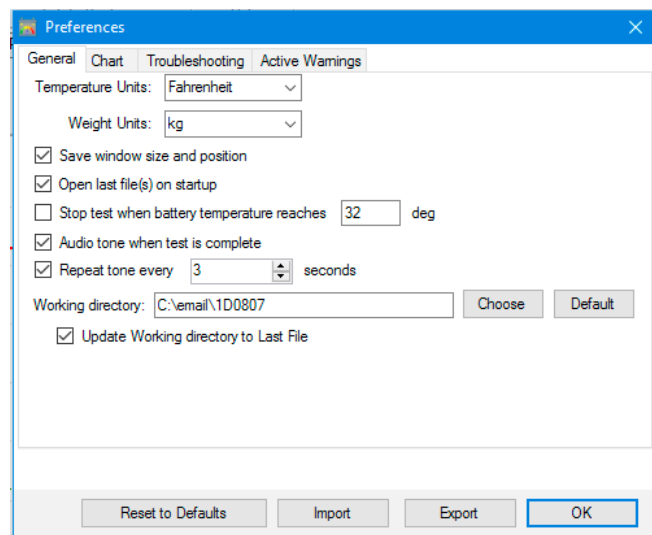 Preferences
General Chart Troubleshooting Active Warnings
Temperature Units: Fahrenheit
Weight Units: kg
Save window size and position
Open last file(s) on startup
Stop test when battery temperature reaches 32 deg
Audio tone when test is complete
Repeat tone every 3 seconds
Working directory: C:\email\1D0807 Choose Default
Update Working directory to Last File
Reset to Defaults Import Export OK